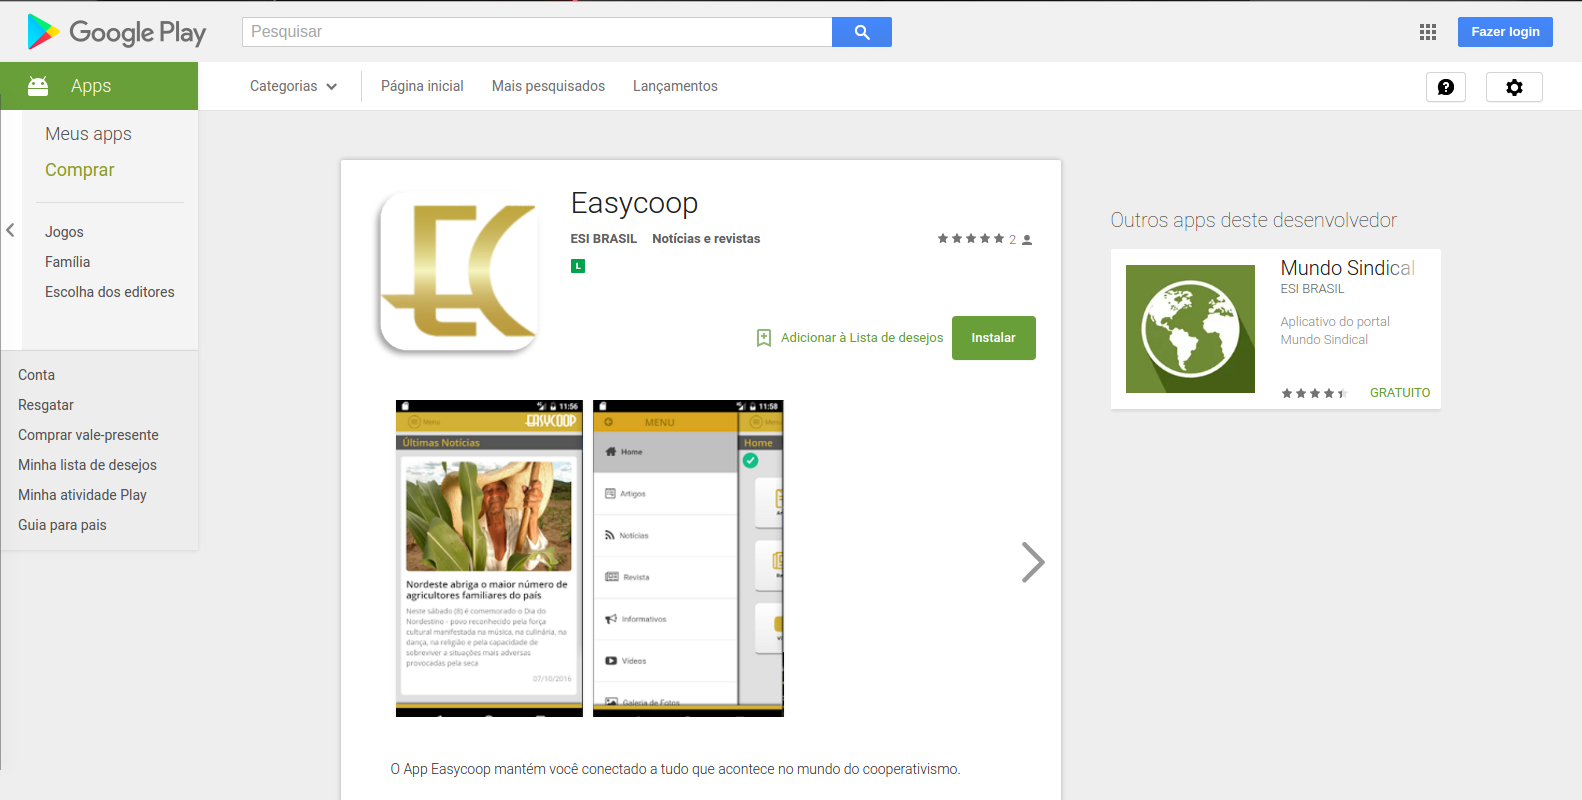 Google Play
Pesquisar
Fazer login
Apps
Categorias
Página inicial
Mais pesquisados
Lançamentos
Meus apps
Comprar
Jogos
Família
Escolha dos editores
Conta
Resgatar
Comprar vale-presente
Minha lista de desejos
Minha atividade Play
Guia para pais
Easycoop
ESI BRASIL Notícias e revistas
2
L
Adicionar à Lista de desejos
Instalar
11:56
Menu
EASYCOOP
Últimas Notícias
Nordeste abriga o maior número de
agricultores familiares do país
Neste sábado (8) é comemorado o Dia do
Nordestino - povo reconhecido pela força
cultural manifestada na música, na culinária, na
dança, na religião e pela capacidade de
sobreviver a situações mais adversas
provocadas pela seca
07/10/2016
11:58
MENU
Menu
Home
Home
Artigos
Notícias
Revista
Informativos
Vídeos
Galeria de Fotos
O App Easycoop mantém você conectado a tudo que acontece no mundo do cooperativismo.
Outros apps deste desenvolvedor
Mundo Sindical
ESI BRASIL
Aplicativo do portal
Mundo Sindical
GRATUITO